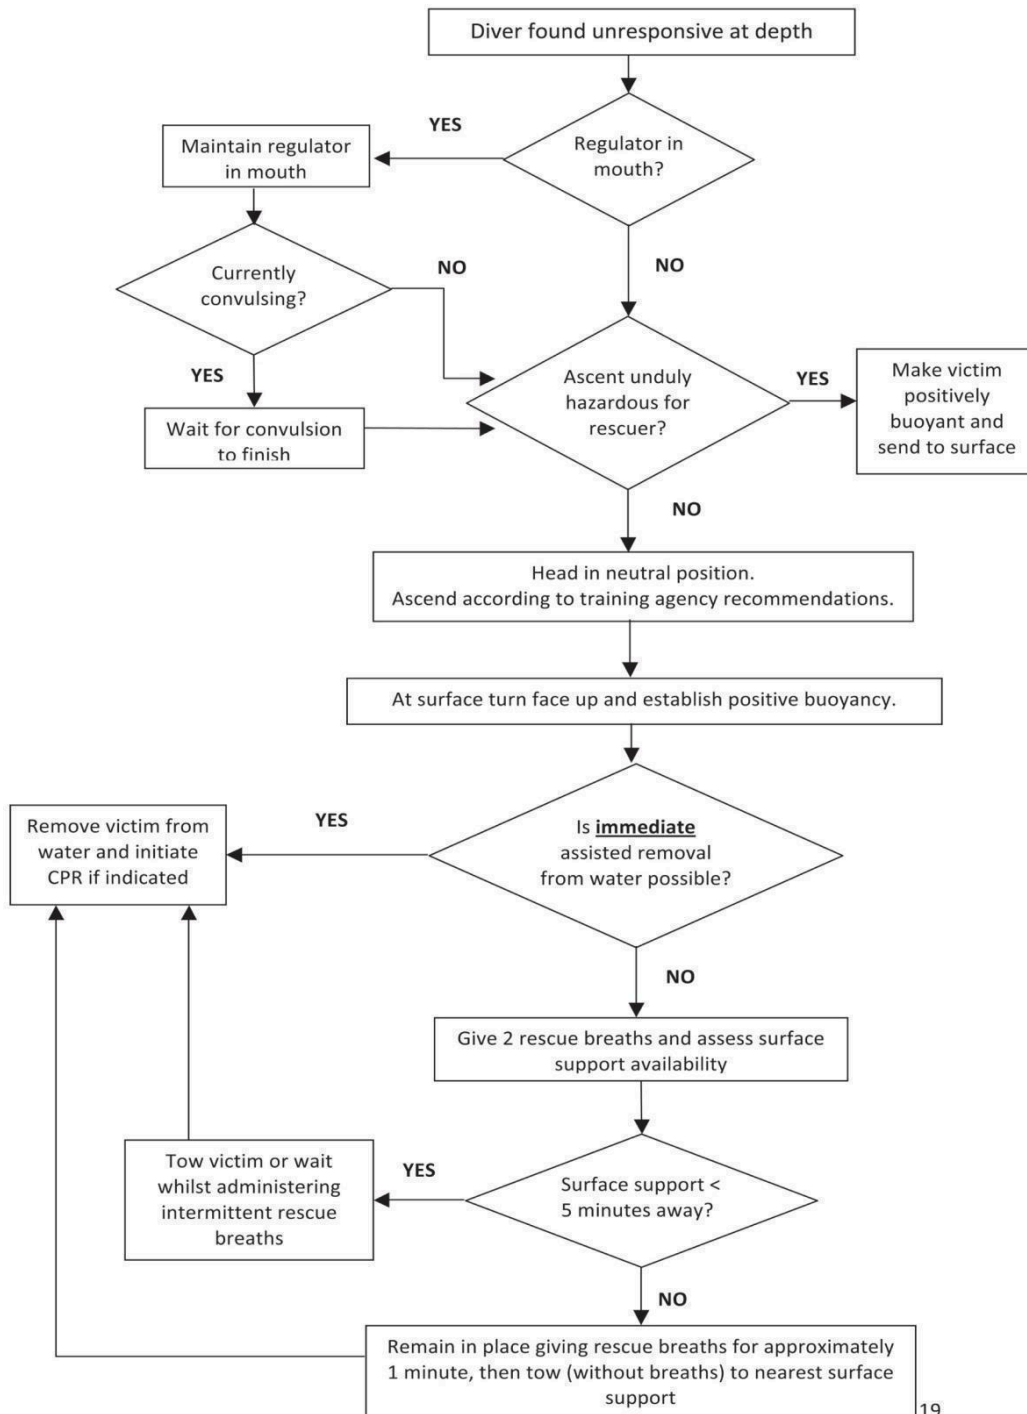 Diver found unresponsive at depth
YES
Regulator in
mouth?
Maintain regulator
in mouth
NO
Currently
convulsing?
NO
YES
Wait for convulsion
to finish
Ascent unduly
hazardous for
rescuer?
YES
Make victim
positively
buoyant and
send to surface
NO
Head in neutral position.
Ascend according to training agency recommendations.
At surface turn face up and establish positive buoyancy.
Is immediate
assisted removal
from water possible?
YES
Remove victim from
water and initiate
CPR if indicated
NO
Give 2 rescue breaths and assess surface
support availability
Surface support <
5 minutes away?
YES
Tow victim or wait
whilst administering
intermittent rescue
breaths
NO
Remain in place giving rescue breaths for approximately
1 minute, then tow (without breaths) to nearest surface
support
19